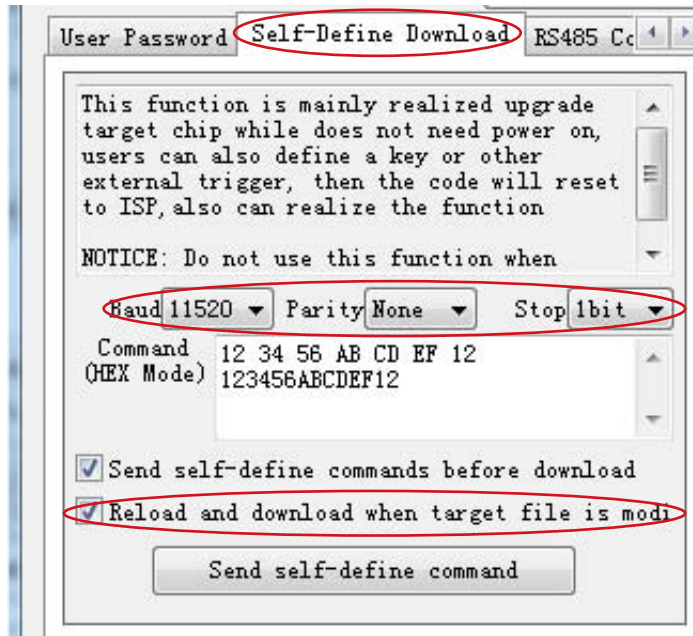 User Password Self-Define Download RS485 Co
This function is mainly realized upgrade
target chip while does not need power on,
users can also define a key or other
external trigger, then the code will reset
to ISP, also can realize the function
NOTICE: Do not use this function when
Baud 11520 Parity None Stop 1bit
Command
(HEX Mode)
12 34 56 AB CD EF 12
123456ABCDEF12
Send self-define commands before download
Reload and download when target file is modi
Send self-define command